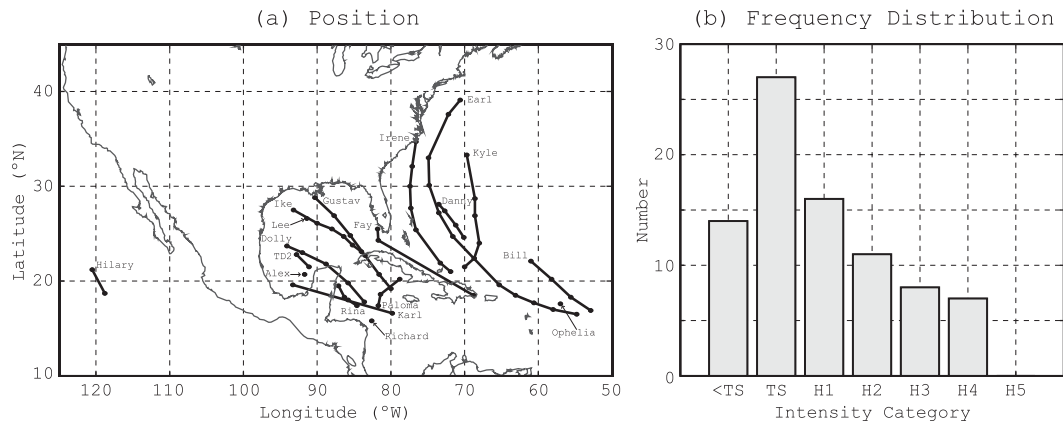 (a) Position
(b) Frequency Distribution
Latitude (°N)
40
30
20
10
Earl
Irene
Kyle
Ike
Gustav
Danny
Lee
Fay
Dolly
TD2
Bill
Hilary
Alex
Rina
Paloma
Karl
Ophelia
Richard
120
110
100
90
80
70
60
50
Longitude (°W)
Number
30
20
10
0
<TS
TS
H1
H2
H3
H4
H5
Intensity Category